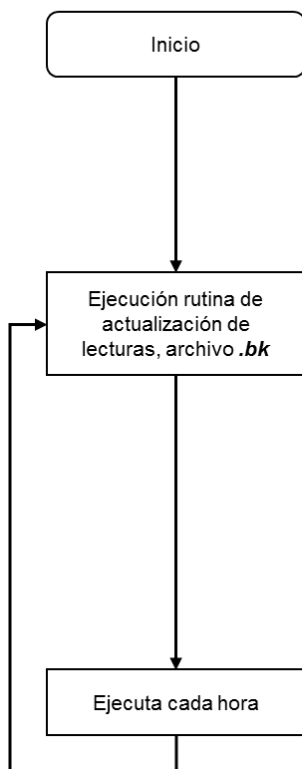 Inicio
Ejecución rutina de
actualización de
lecturas, archivo .bk
Ejecuta cada hora